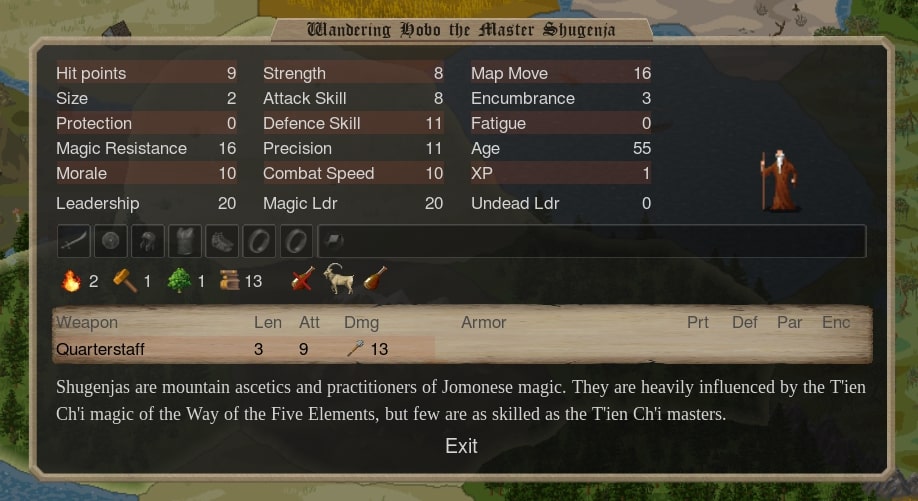 Wandering Hobo the Master Shugenja
Hit points 9 Strength 8 Map Move 16
Size 2 Attack Skill 8 Encumbrance 3
Protection 0 Defence Skill 11 Fatigue 0
Magic Resistance 16 Precision 11 Age 55
Morale 10 Combat Speed 10 XP 1
Leadership 20 Magic Ldr 20 Undead Ldr 0
2 1 1 13
Weapon Len Att Dmg Armor Prt Def Par Enc
Quarterstaff 3 9 13
Shugenjas are mountain ascetics and practitioners of Jomonese magic. They are heavily influenced by the T'ien
Ch'i magic of the Way of the Five Elements, but few are as skilled as the T'ien Ch'i masters.
Exit